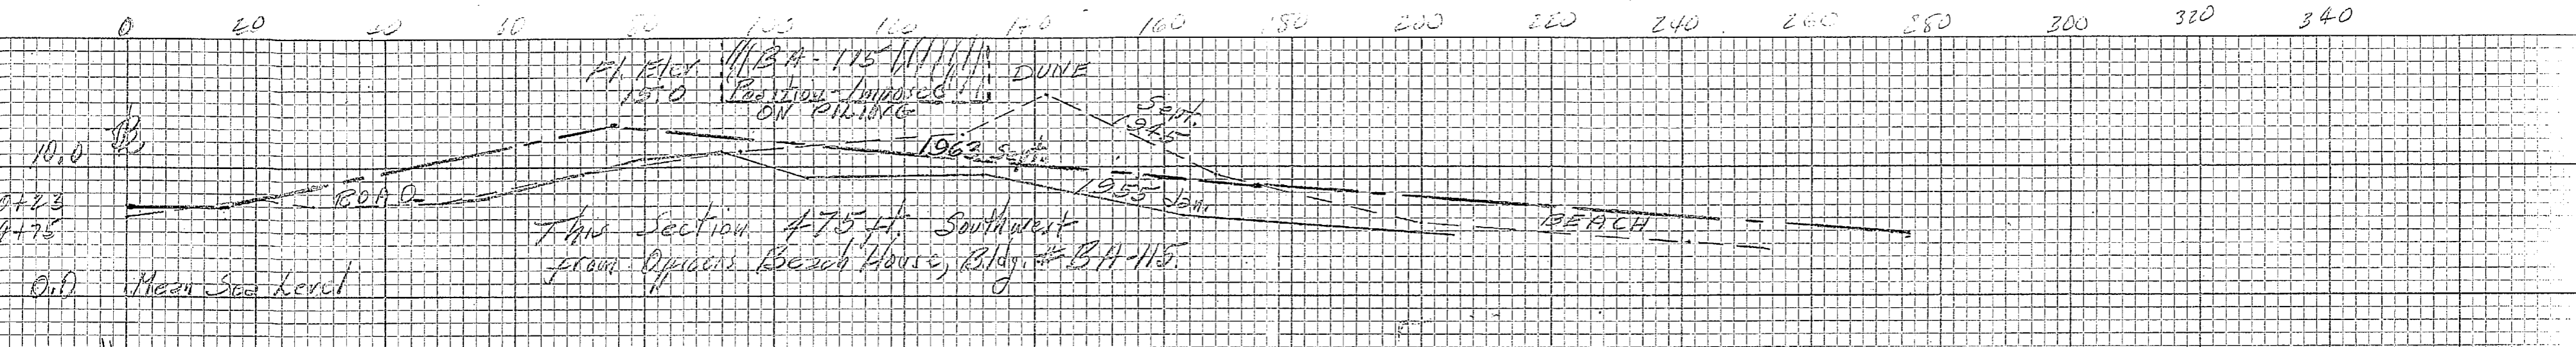 0 20 40 60 80 100 120 140 160 180 200 220 240 260 280 300 320 340
Fl. Elev. BA-115 DUNE
15.0 Position-Imposed
ON PILING
Sept.
1945
10.0
1963 Sept.
1955 Jan.
ROAD
BEACH
This Section 475 ft. Southwest
from Officers Beach House, Bldg. # BA-115.
0.0 Mean Sea Level